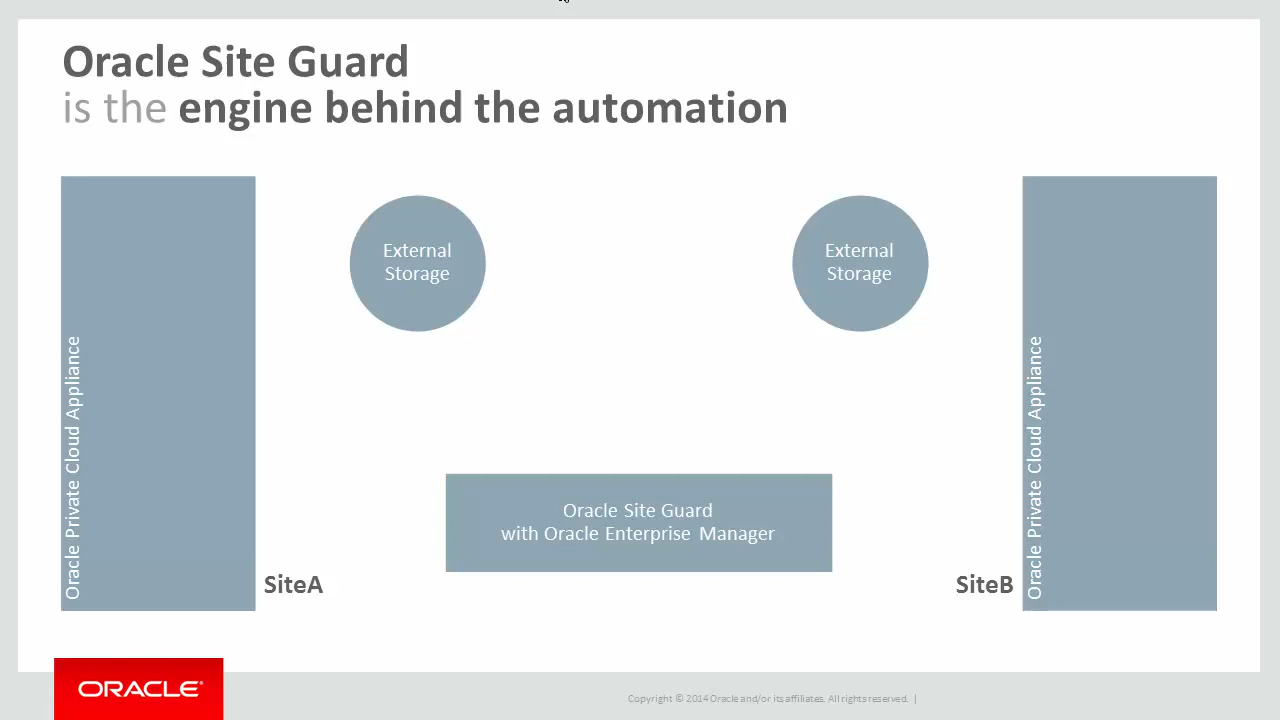 Oracle Site Guard
is the engine behind the automation
External
Storage
External
Storage
Oracle Private Cloud Appliance
Oracle Private Cloud Appliance
Oracle Site Guard
with Oracle Enterprise Manager
SiteA
SiteB
ORACLE®
Copyright © 2014 Oracle and/or its affiliates. All rights reserved. |